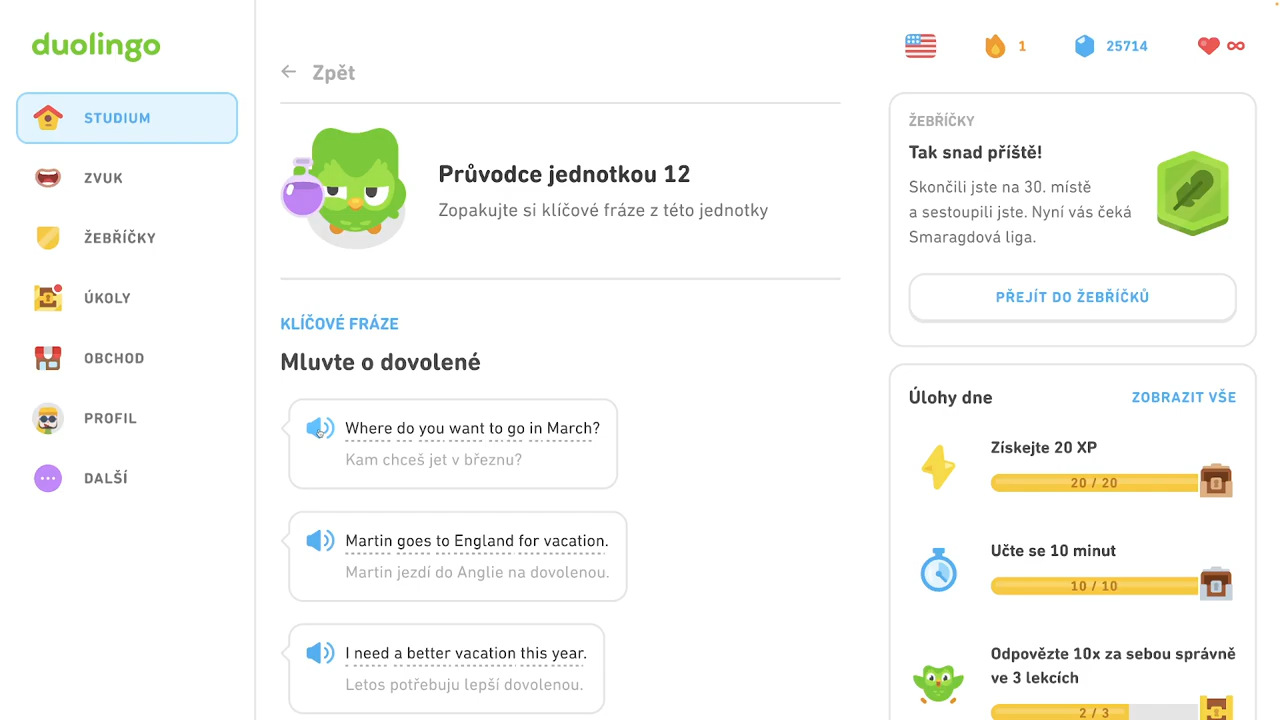 duolingo
STUDIUM
ZVUK
ŽEBŘÍČKY
ÚKOLY
OBCHOD
PROFIL
DALŠÍ
Zpět
Průvodce jednotkou 12
Zopakujte si klíčové fráze z této jednotky
KLÍČOVÉ FRÁZE
Mluvte o dovolené
Where do you want to go in March?
Kam chceš jet v březnu?
Martin goes to England for vacation.
Martin jezdí do Anglie na dovolenou.
I need a better vacation this year.
Letos potřebuju lepší dovolenou.
1
25714
∞
ŽEBŘÍČKY
Tak snad příště!
Skončili jste na 30. místě
a sestoupili jste. Nyní vás čeká
Smaragdová liga.
PŘEJÍT DO ŽEBŘÍČKŮ
Úlohy dne
ZOBRAZIT VŠE
Získejte 20 XP
20 / 20
Učte se 10 minut
10 / 10
Odpovězte 10x za sebou správně
ve 3 lekcích
2 / 3